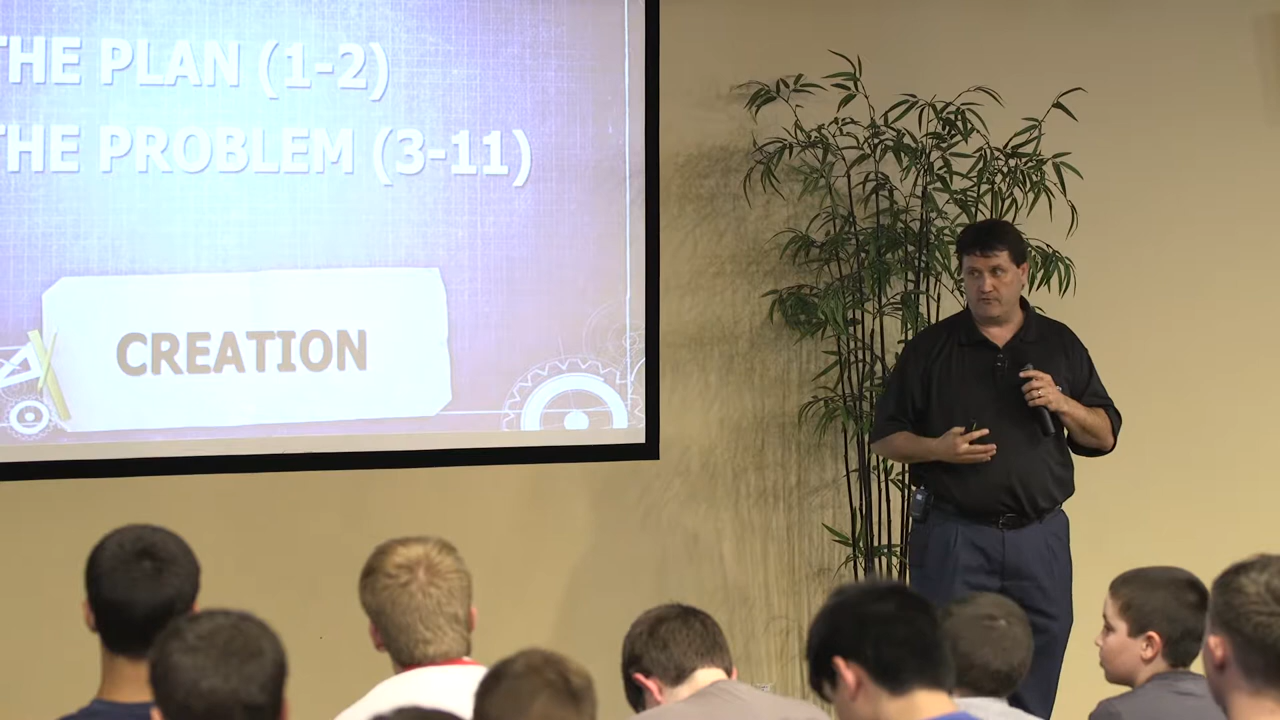 THE PLAN (1-2)
THE PROBLEM (3-11)
CREATION